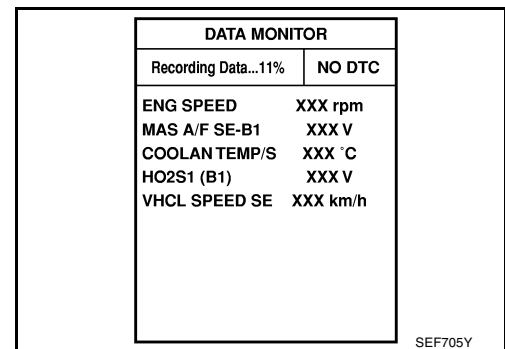 DATA MONITOR
Recording Data...11% NO DTC
ENG SPEED XXX rpm
MAS A/F SE-B1 XXX V
COOLAN TEMP/S XXX °C
HO2S1 (B1) XXX V
VHCL SPEED SE XXX km/h
SEF705Y